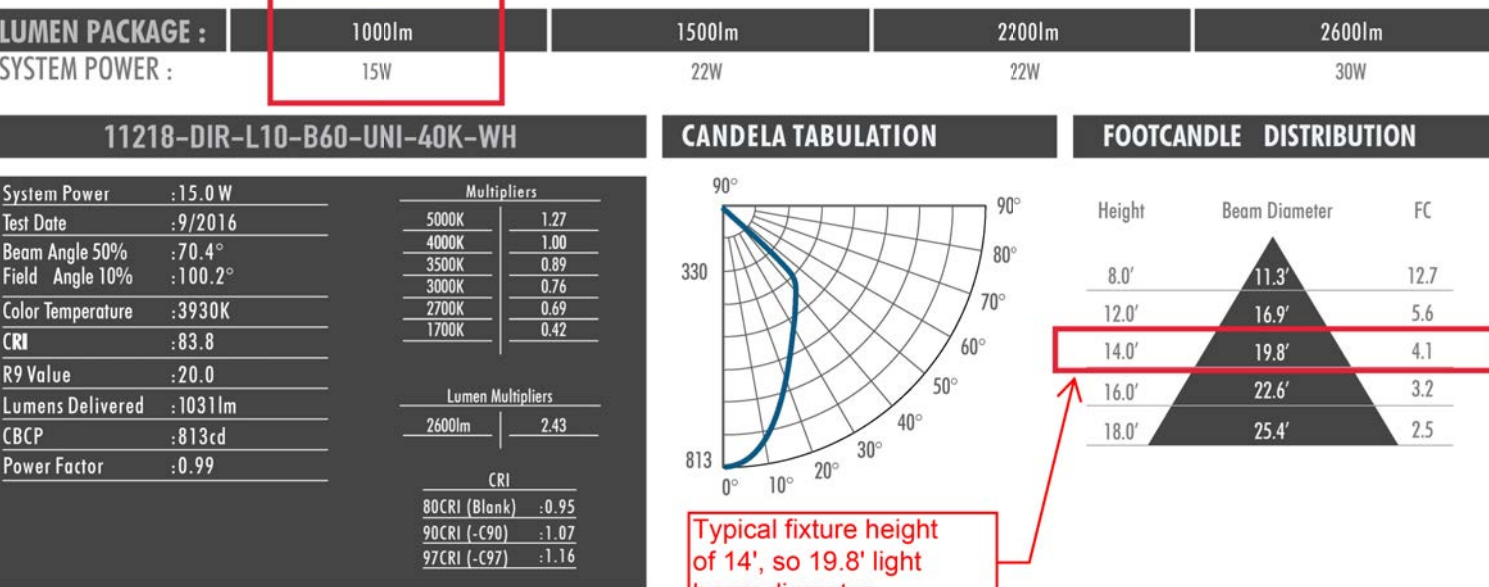 LUMEN PACKAGE : 1000lm 1500lm 2200lm 2600lm
SYSTEM POWER : 15W 22W 22W 30W
11218-DIR-L10-B60-UNI-40K-WH
System Power :15.0 W
Test Date :9/2016
Beam Angle 50% :70.4°
Field Angle 10% :100.2°
Color Temperature :3930K
CRI :83.8
R9 Value :20.0
Lumens Delivered :1031lm
CBCP :813cd
Power Factor :0.99
Multipliers
5000K 1.27
4000K 1.00
3500K 0.89
3000K 0.76
2700K 0.69
1700K 0.42
Lumen Multipliers
2600lm 2.43
CRI
80CRI (Blank) :0.95
90CRI (-C90) :1.07
97CRI (-C97) :1.16
CANDELA TABULATION
90°
90°
80°
330
70°
60°
50°
40°
30°
813
20°
10°
0°
FOOTCANDLE DISTRIBUTION
Height Beam Diameter FC
8.0' 11.3' 12.7
12.0' 16.9' 5.6
14.0' 19.8' 4.1
16.0' 22.6' 3.2
18.0' 25.4' 2.5
Typical fixture height
of 14', so 19.8' light